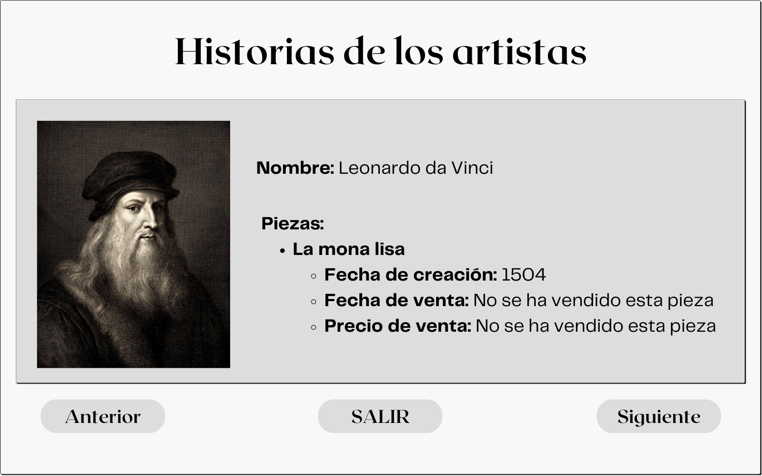 Historias de los artistas
Nombre: Leonardo da Vinci
Piezas:
• La mona lisa
◦ Fecha de creación: 1504
◦ Fecha de venta: No se ha vendido esta pieza
◦ Precio de venta: No se ha vendido esta pieza
Anterior
SALIR
Siguiente